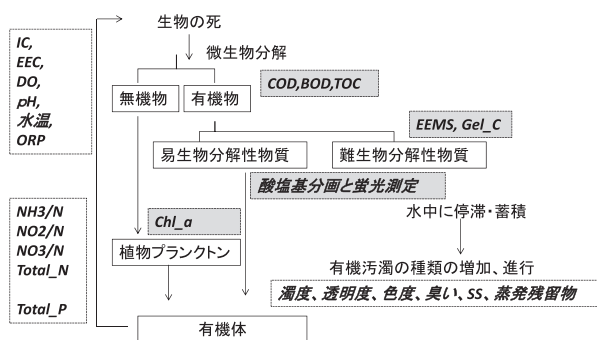 生物の死
IC,
EEC,
DO,
pH,
水温,
ORP
微生物分解
無機物
有機物
COD,BOD,TOC
EEMS, Gel_C
易生物分解性物質
難生物分解性物質
酸塩基分画と蛍光測定
水中に停滞・蓄積
NH3/N
NO2/N
NO3/N
Total_N
Total_P
Chl_a
植物プランクトン
有機汚濁の種類の増加、進行
濁度、透明度、色度、臭い、SS、蒸発残留物
有機体